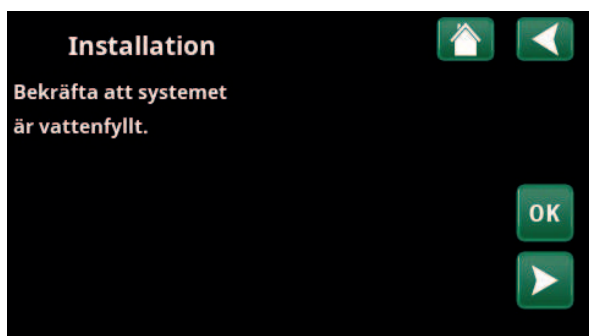 Installation
Bekräfta att systemet
är vattenfyllt.
OK